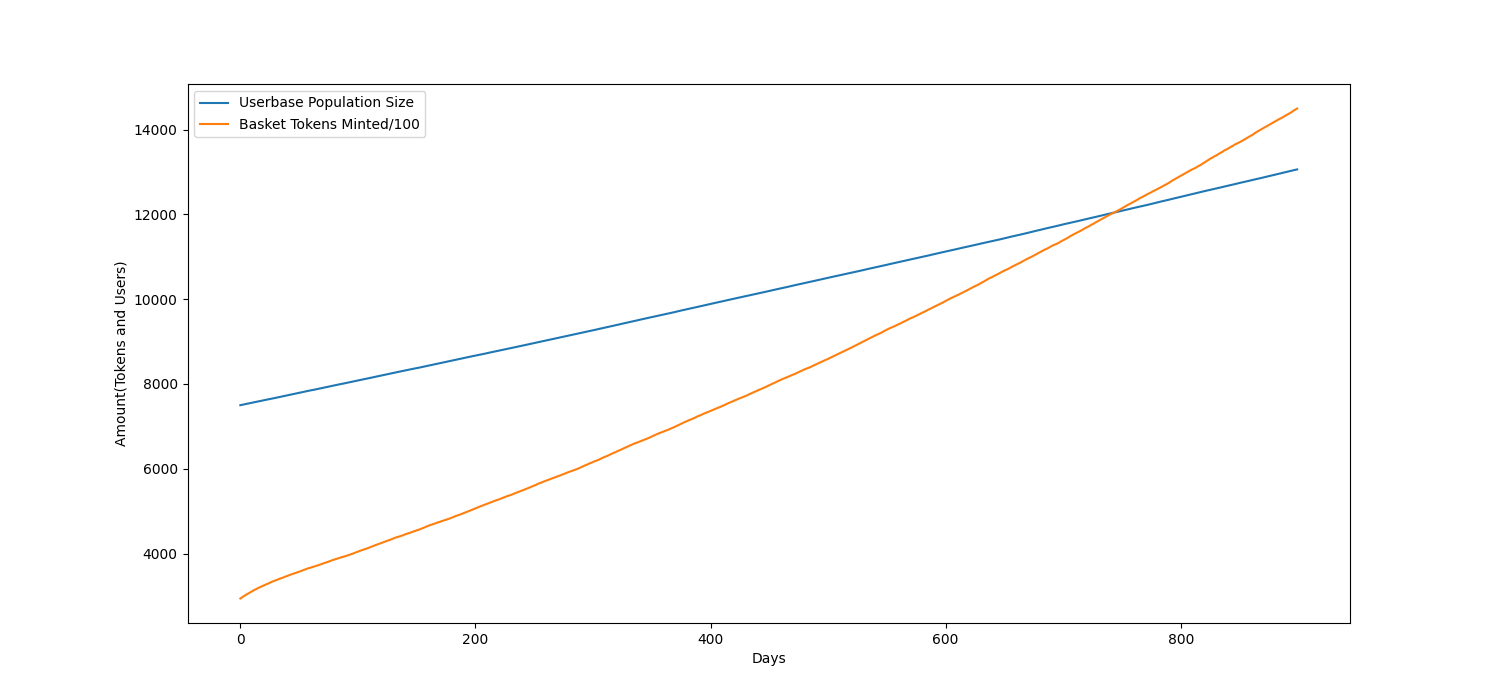 Userbase Population Size
Basket Tokens Minted/100
14000
12000
10000
8000
6000
4000
Amount(Tokens and Users)
0 200 400 600 800
Days